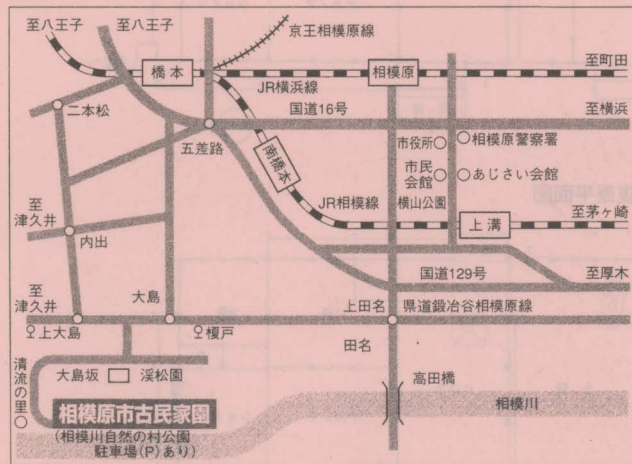 至八王子
至八王子
京王相模原線
橋本
相模原
至町田
JR横浜線
二本松
国道16号
至横浜
五差路
市役所
相模原警察署
南橋本
市民
会館
あじさい会館
至
津久井
JR相模線
横山公園
上溝
至茅ヶ崎
内出
国道129号
至厚木
至
津久井
大島
上田名
県道鍛冶谷相模原線
上大島
榎戸
田名
清流の里
大島坂
渓松園
高田橋
相模川
相模原市古民家園
(相模川自然の村公園
駐車場(P)あり)